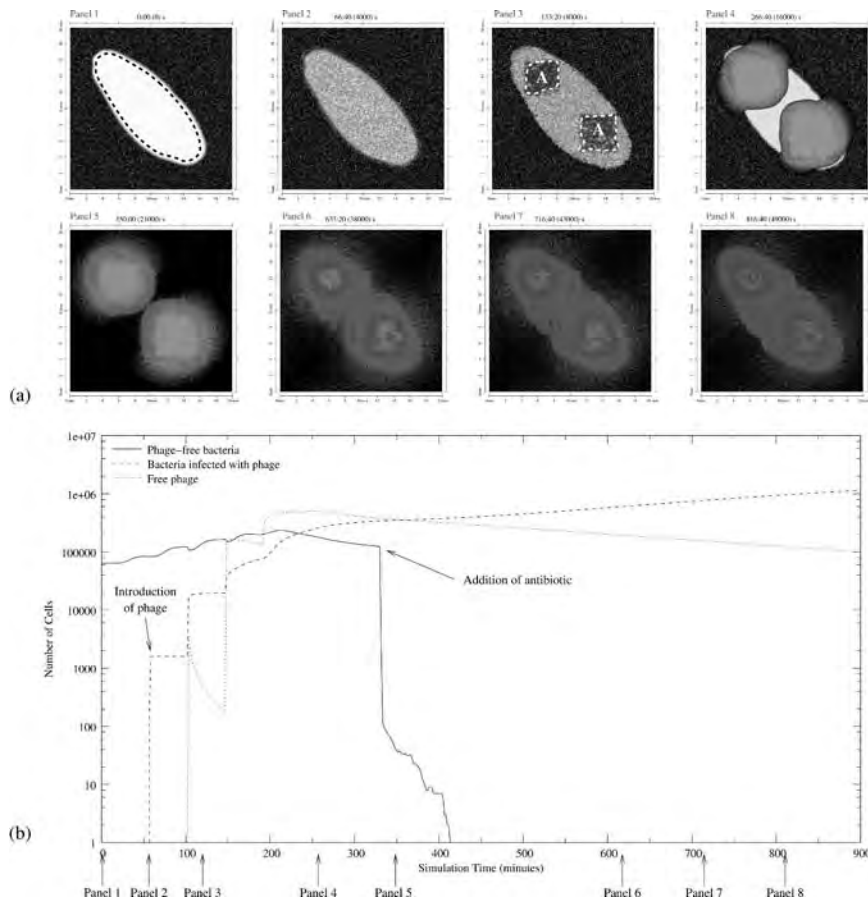 Panel 1
0:00 (0) s
Panel 2
66:40 (4000) s
Panel 3
133:20 (8000) s
Panel 4
266:40 (16000) s
A
A
Panel 5
350:00 (21000) s
Panel 6
633:20 (38000) s
Panel 7
716:40 (43000) s
Panel 8
816:40 (49000) s
(a)
1e+07
1e+06
100000
10000
1000
100
10
1
Number of Cells
Phage-free bacteria
Bacteria infected with phage
Free phage
Introduction
of phage
Addition of antibiotic
(b)
0 100 200 300 400 500 600 700 800 900
Simulation Time (minutes)
Panel 1 Panel 2 Panel 3 Panel 4 Panel 5 Panel 6 Panel 7 Panel 8